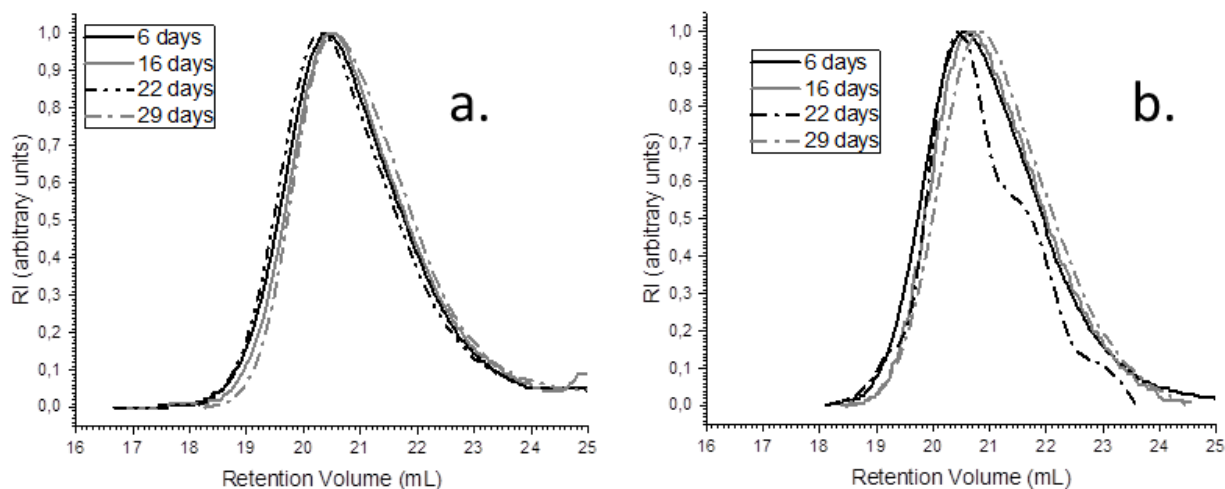 1,0
0,9
0,8
0,7
0,6
0,5
0,4
0,3
0,2
0,1
0,0
RI (arbitrary units)
6 days
16 days
22 days
29 days
a.
16 17 18 19 20 21 22 23 24 25
Retention Volume (mL)
1,0
0,9
0,8
0,7
0,6
0,5
0,4
0,3
0,2
0,1
0,0
RI (arbitrary units)
6 days
16 days
22 days
29 days
b.
16 17 18 19 20 21 22 23 24 25
Retention Volume (mL)